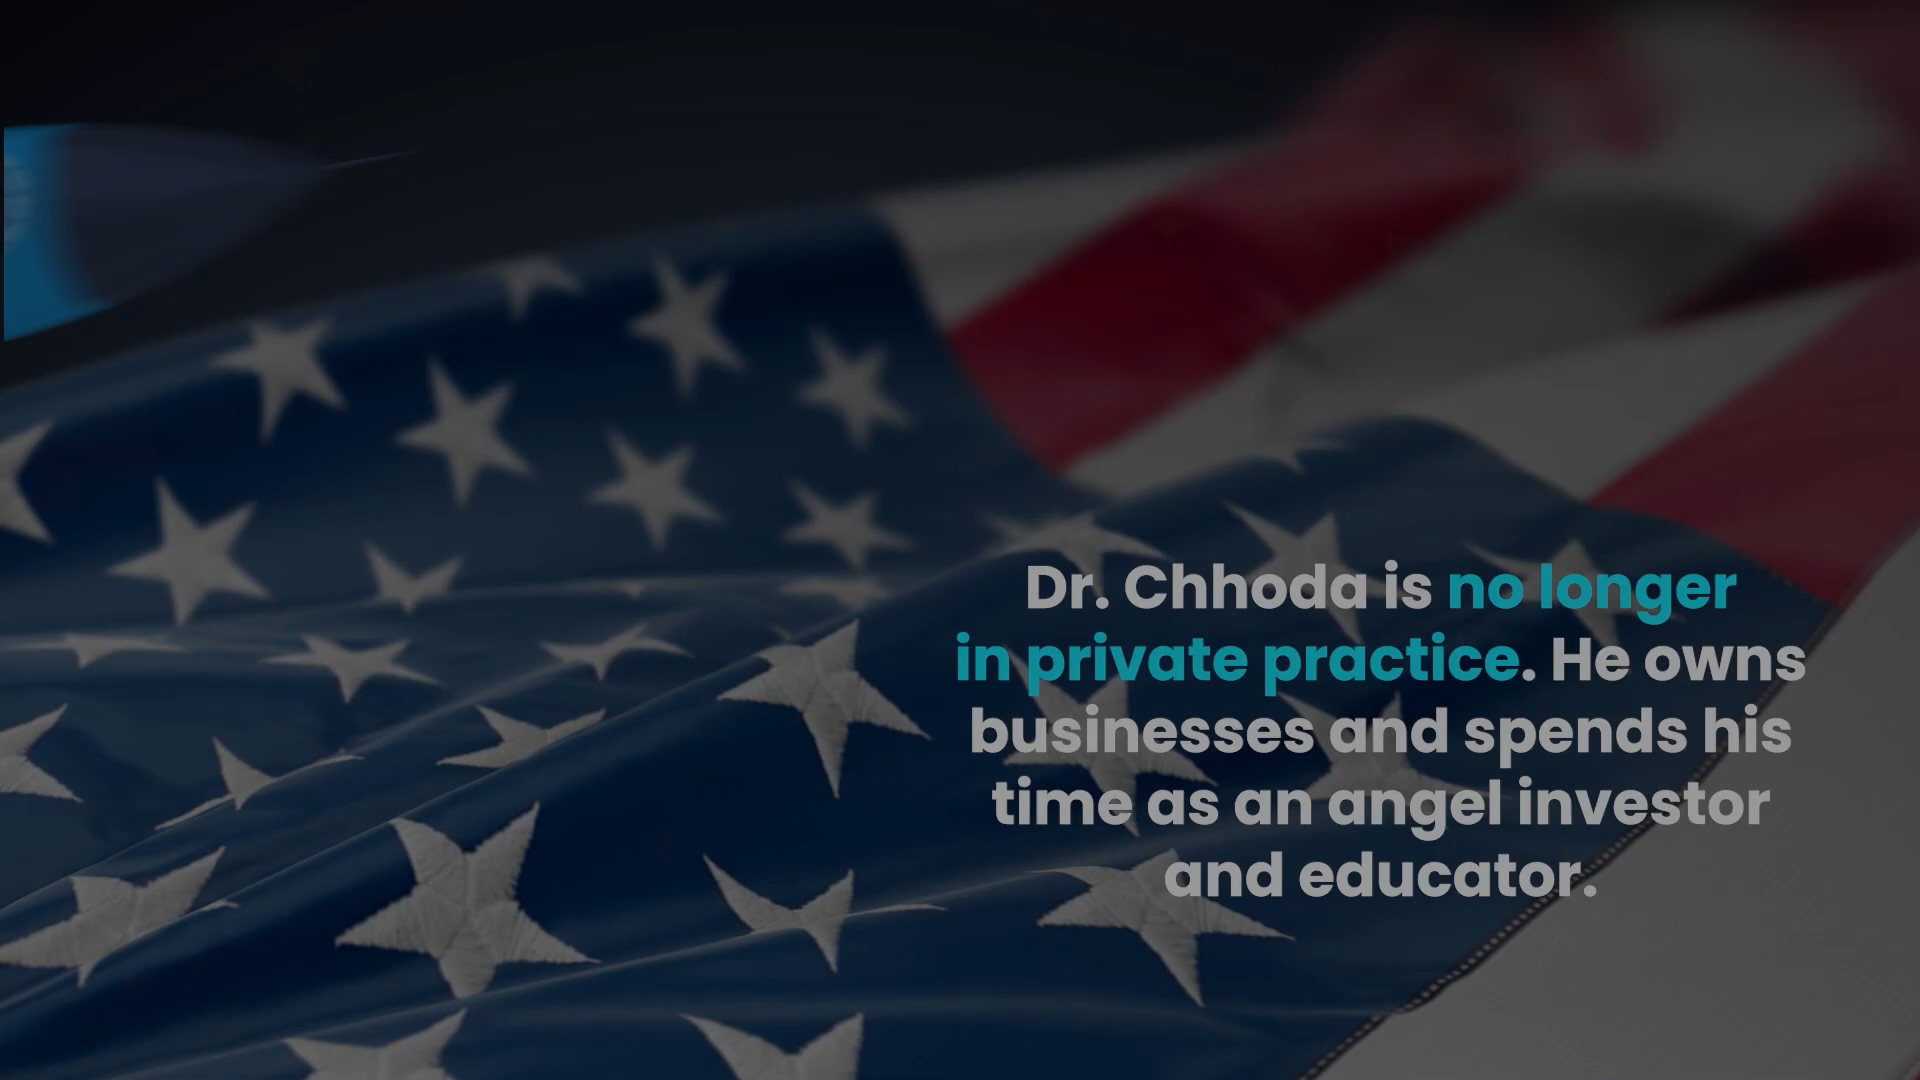 Dr. Chhoda is no longer
in private practice. He owns
businesses and spends his
time as an angel investor
and educator.